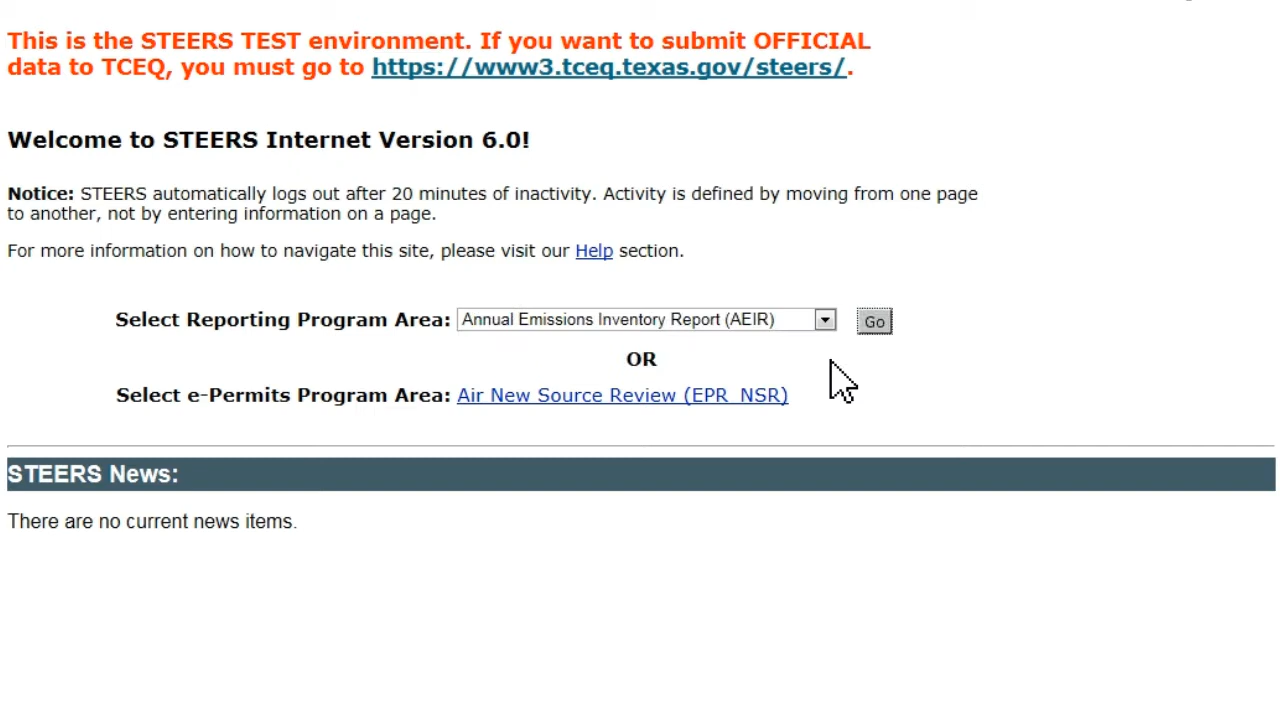 This is the STEERS TEST environment. If you want to submit OFFICIAL
data to TCEQ, you must go to https://www3.tceq.texas.gov/steers/.
Welcome to STEERS Internet Version 6.0!
Notice: STEERS automatically logs out after 20 minutes of inactivity. Activity is defined by moving from one page
to another, not by entering information on a page.
For more information on how to navigate this site, please visit our Help section.
Select Reporting Program Area: Annual Emissions Inventory Report (AEIR) Go
OR
Select e-Permits Program Area: Air New Source Review (EPR_NSR)
STEERS News:
There are no current news items.